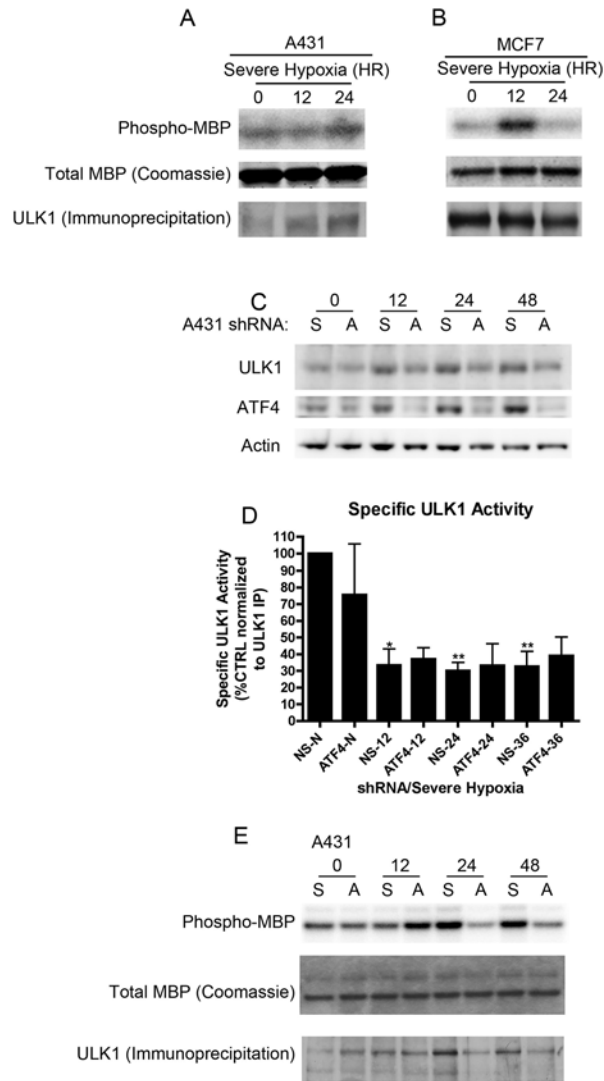 A
A431
Severe Hypoxia (HR)
0 12 24
Phospho-MBP
Total MBP (Coomassie)
ULK1 (Immunoprecipitation)
B
MCF7
Severe Hypoxia (HR)
0 12 24
C
0 12 24 48
A431 shRNA: S A S A S A S A
ULK1
ATF4
Actin
D
Specific ULK1 Activity
Specific ULK1 Activity
(%CTRL normalized
to ULK1 IP)
110
100
90
80
70
60
50
40
30
20
10
0
* ** **
NS-N ATF4-N NS-12 ATF4-12 NS-24 ATF4-24 NS-36 ATF4-36
shRNA/Severe Hypoxia
E
A431
0 12 24 48
S A S A S A S A
Phospho-MBP
Total MBP (Coomassie)
ULK1 (Immunoprecipitation)